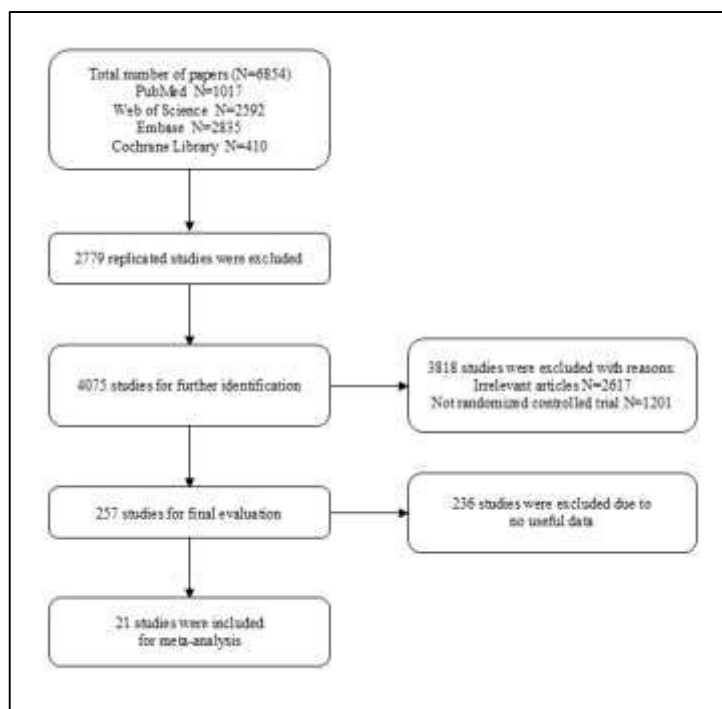 Total number of papers (N=6854)
PubMed N=1017
Web of Science N=2592
Embase N=2835
Cochrane Library N=410
2779 replicated studies were excluded
4075 studies for further identification
3818 studies were excluded with reasons:
Irrelevant articles N=2617
Not randomized controlled trial N=1201
257 studies for final evaluation
236 studies were excluded due to
no useful data
21 studies were included
for meta-analysis